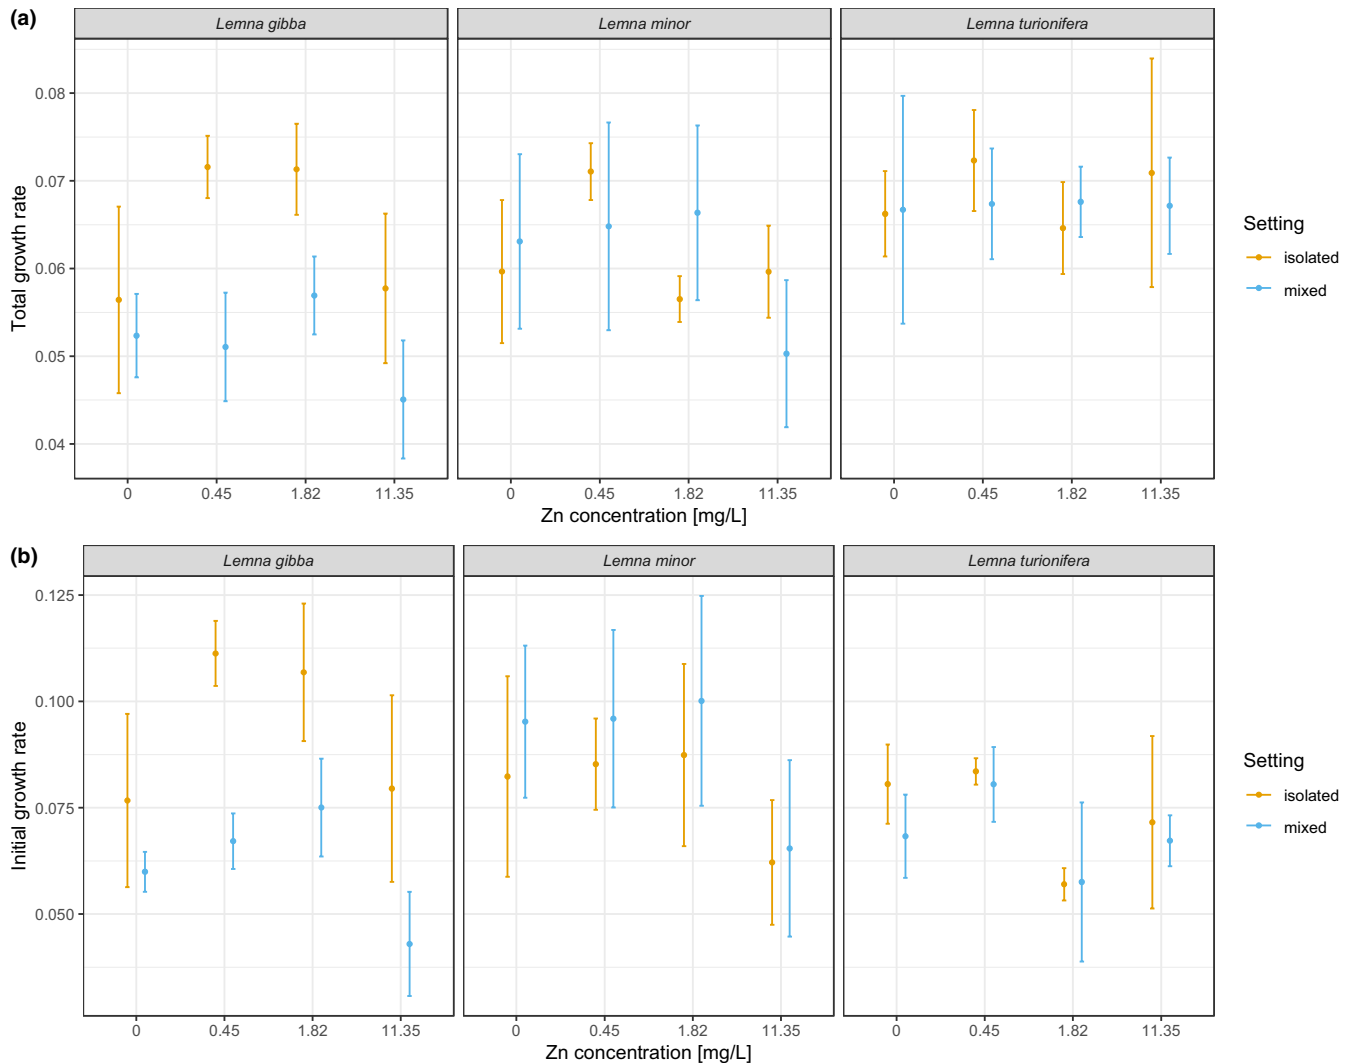 (a)
Lemna gibba
Lemna minor
Lemna turionifera
Total growth rate
0.08
0.07
0.06
0.05
0.04
0 0.45 1.82 11.35
0 0.45 1.82 11.35
0 0.45 1.82 11.35
Zn concentration [mg/L]
Setting
isolated
mixed
(b)
Lemna gibba
Lemna minor
Lemna turionifera
Initial growth rate
0.125
0.100
0.075
0.050
0 0.45 1.82 11.35
0 0.45 1.82 11.35
0 0.45 1.82 11.35
Zn concentration [mg/L]
Setting
isolated
mixed